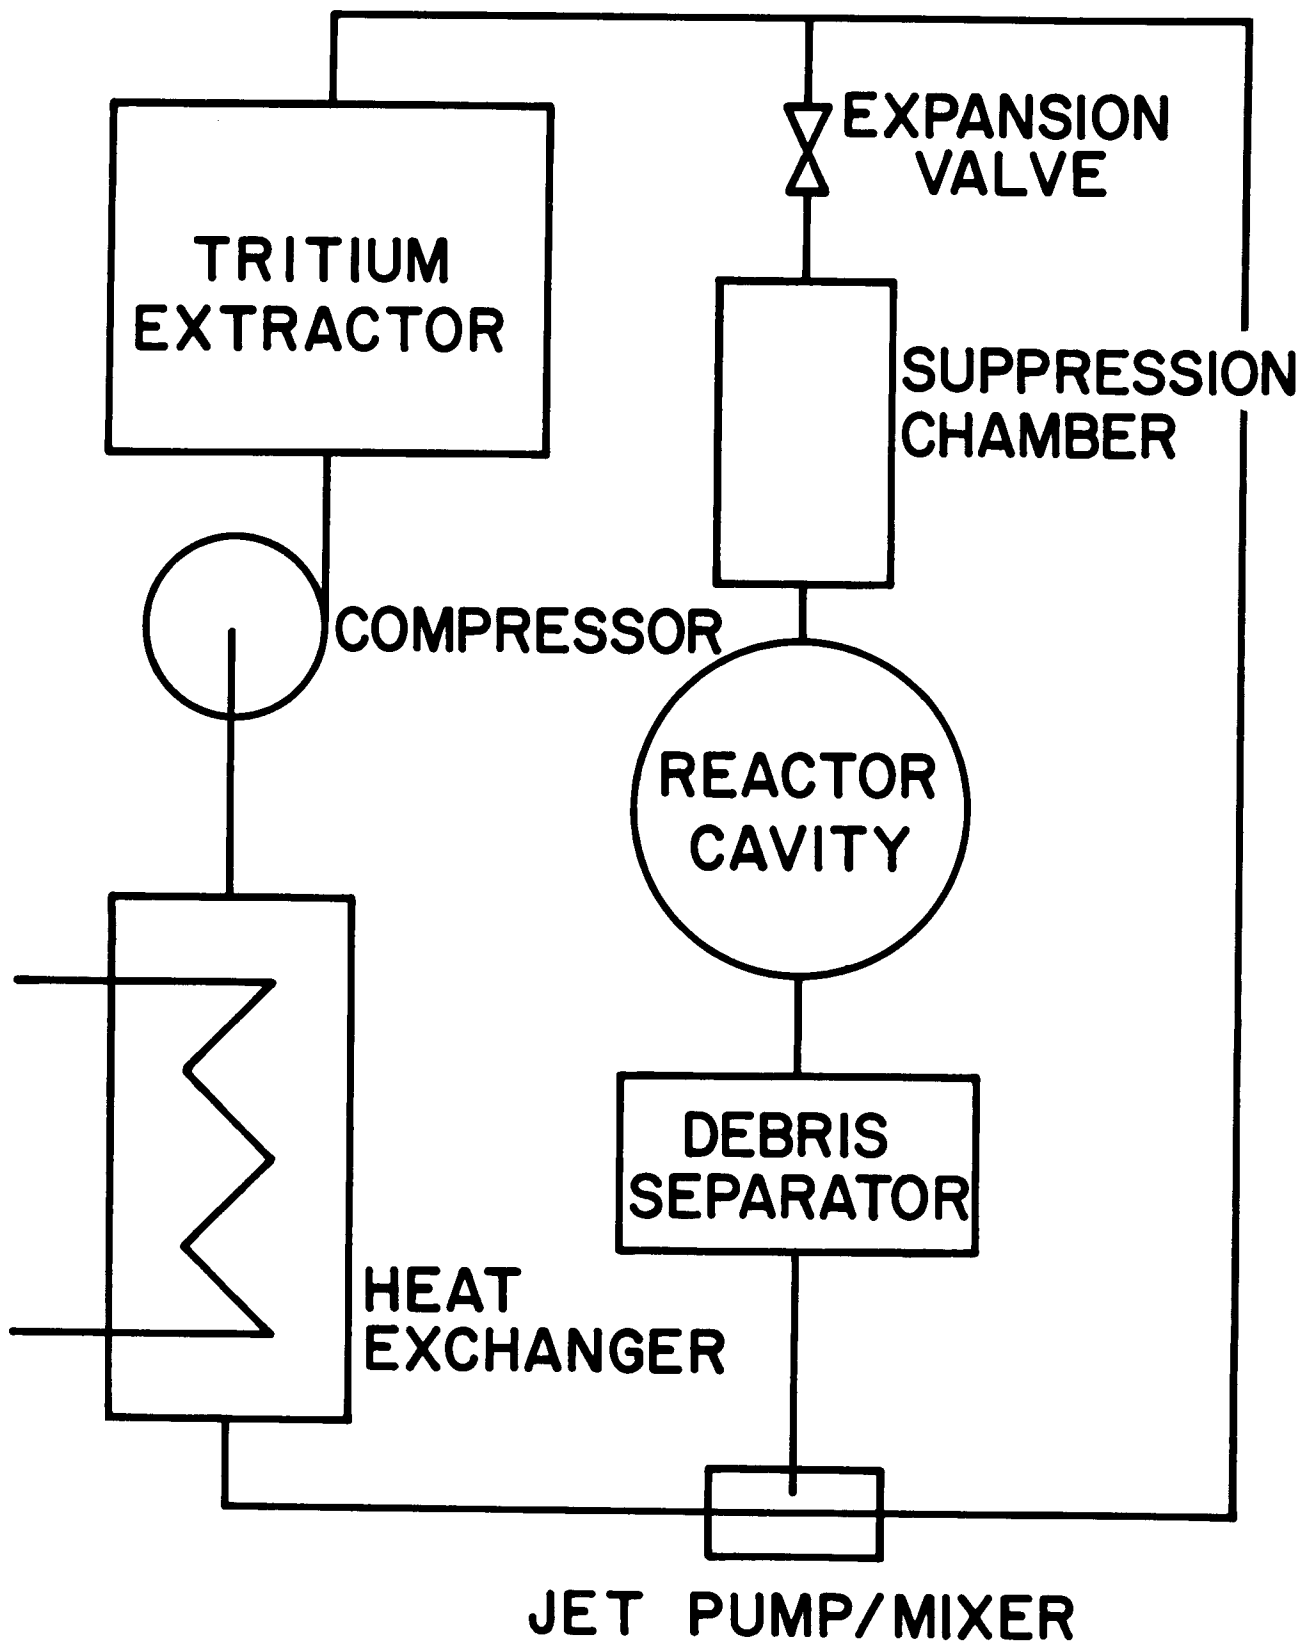 EXPANSION
VALVE
TRITIUM
EXTRACTOR
SUPPRESSION
CHAMBER
COMPRESSOR
REACTOR
CAVITY
DEBRIS
SEPARATOR
HEAT
EXCHANGER
JET PUMP/MIXER